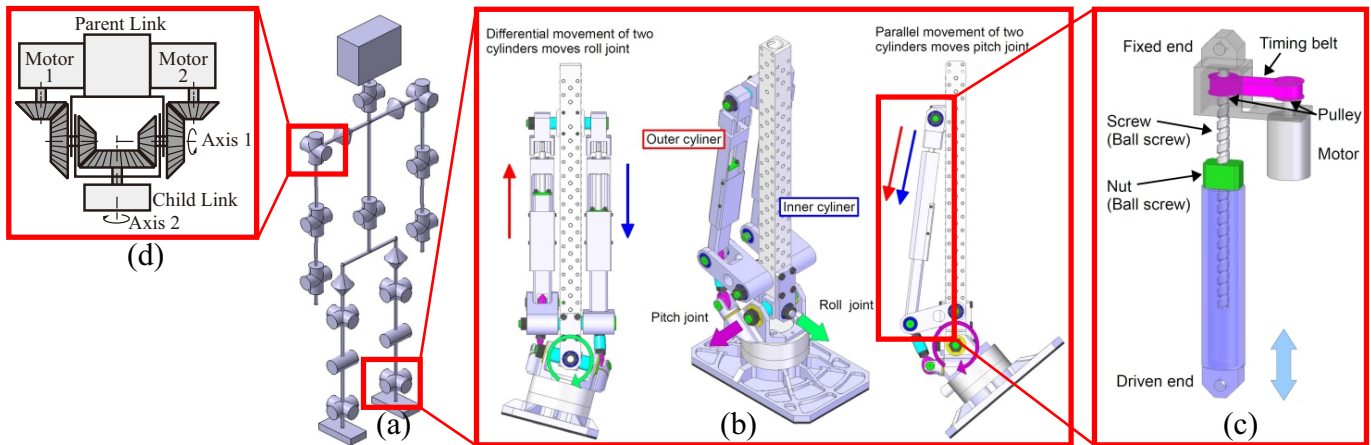 Parent Link
Motor
1
Motor
2
Axis 1
Child Link
Axis 2
(d)
(a)
Differential movement of two
cylinders moves roll joint
Parallel movement of two
cylinders moves pitch joint
Outer cyliner
Inner cyliner
Roll joint
Pitch joint
(b)
Fixed end
Timing belt
Pulley
Screw
(Ball screw)
Motor
Nut
(Ball screw)
Driven end
(c)